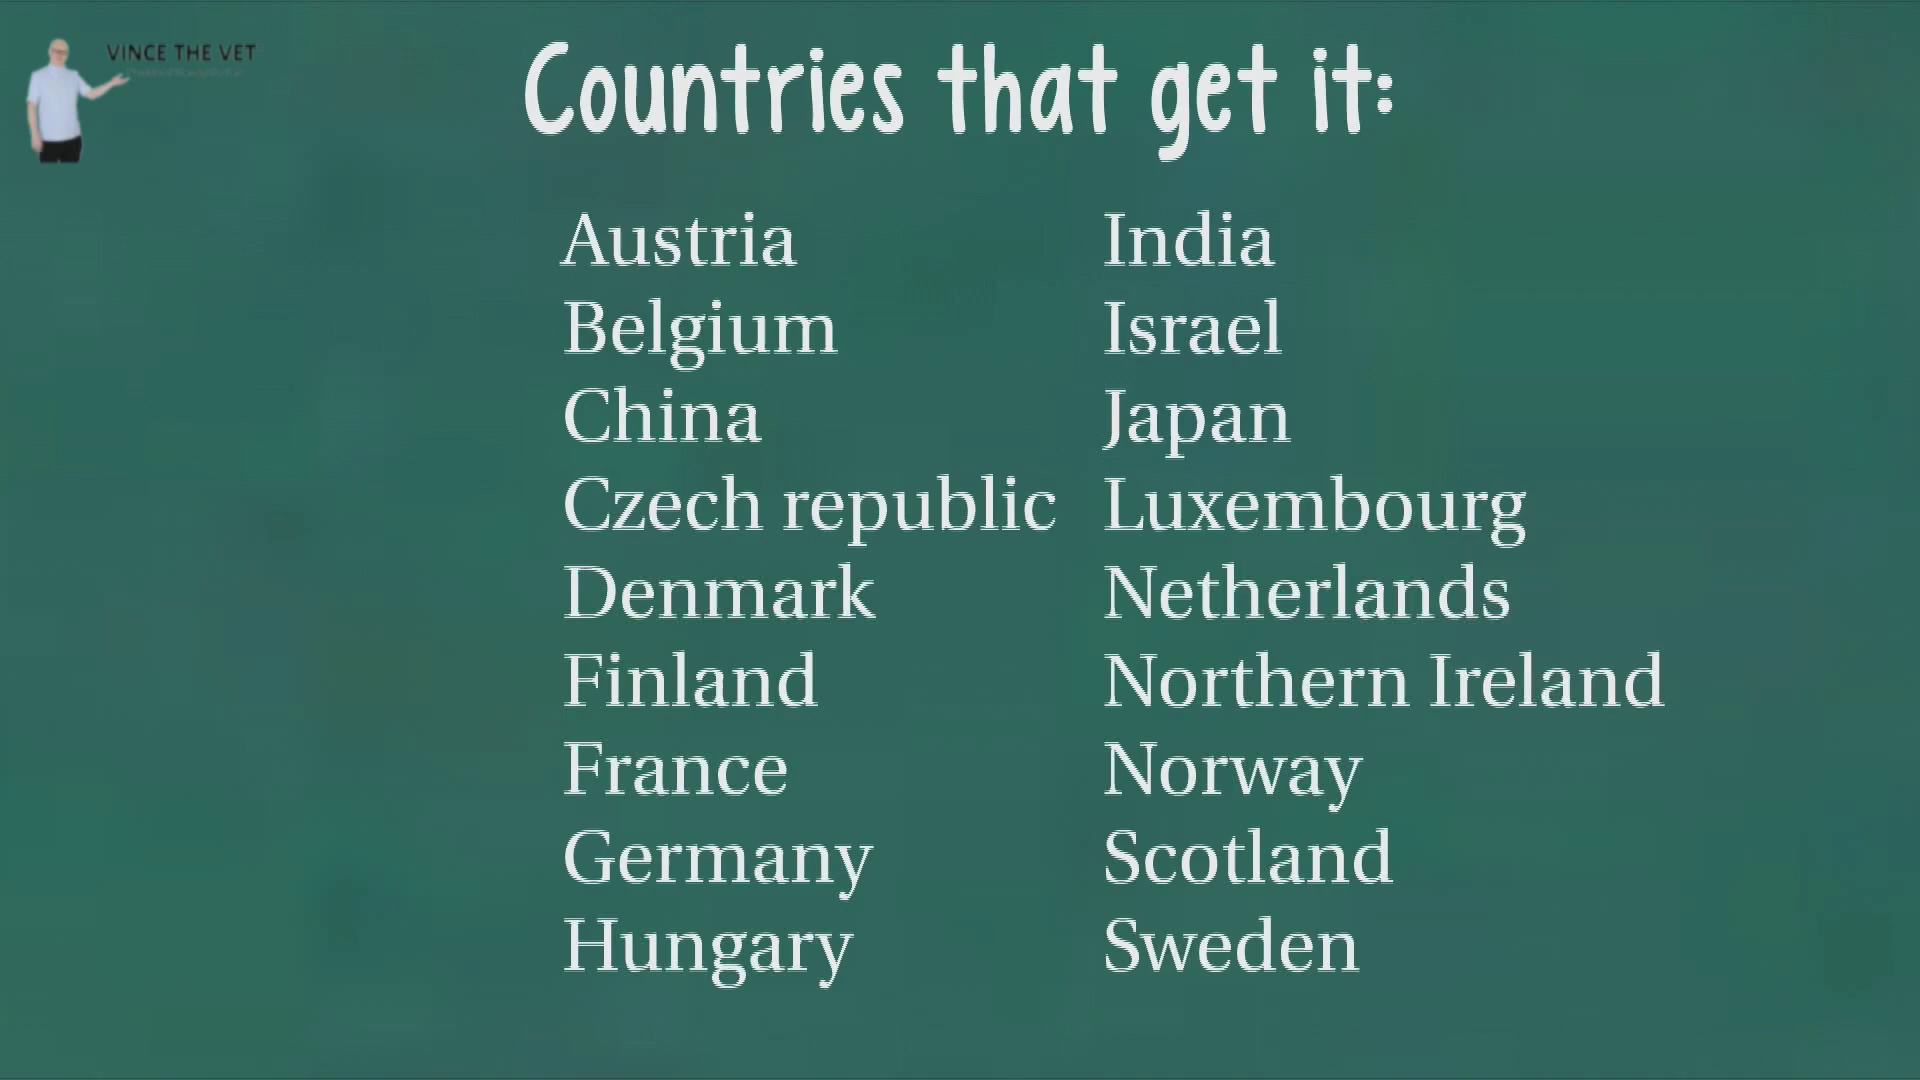 VINCE THE VET
Countries that get it:
Austria
Belgium
China
Czech republic
Denmark
Finland
France
Germany
Hungary
India
Israel
Japan
Luxembourg
Netherlands
Northern Ireland
Norway
Scotland
Sweden